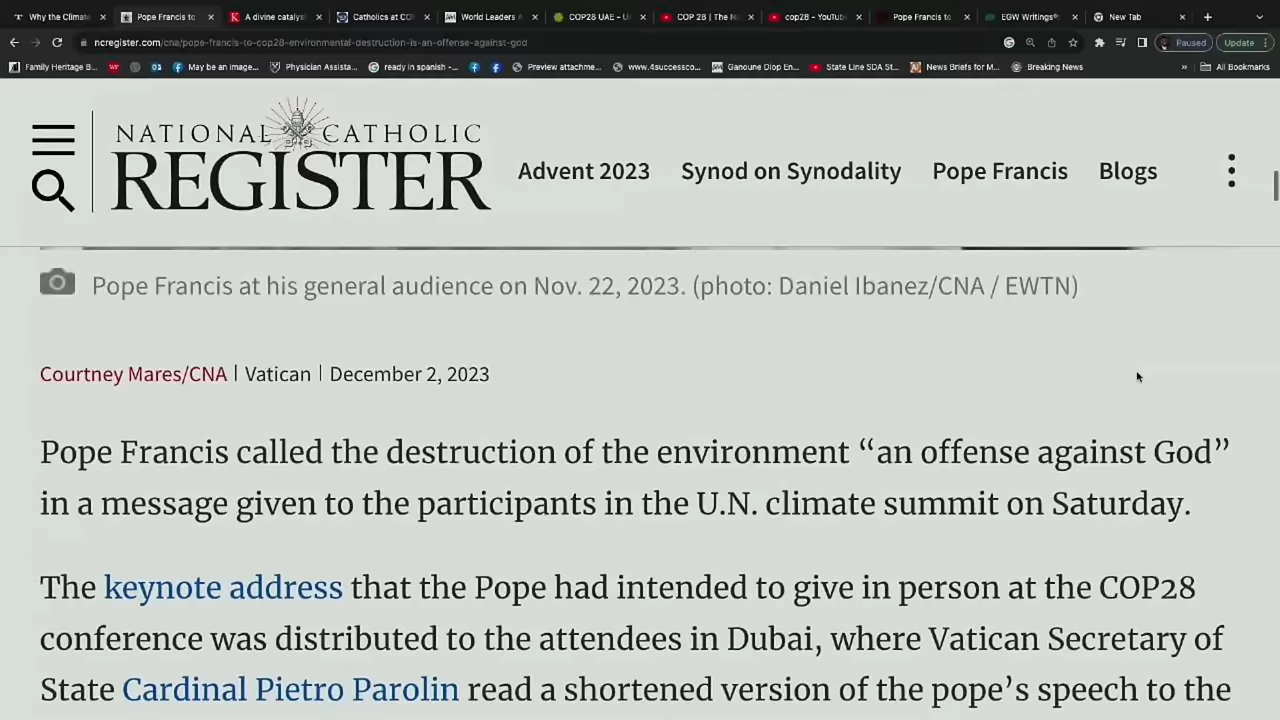 Why the Climate
Pope Francis to
A divine catalys
Catholics at CO
World Leaders
COP28 UAE - U
COP 28 | The N
cop28 - YouTub
Pope Francis to
EGW Writings
New Tab
ncregister.com/cna/pope-francis-to-cop28-environmental-destruction-is-an-offense-against-god
Paused
Update
Family Heritage B...
May be an image...
Physician Assista...
ready in spanish -...
Preview attachme...
www.4successco...
Ganoune Diop En...
State Line SDA St...
News Briefs for M...
Breaking News
»
All Bookmarks
NATIONAL CATHOLIC
REGISTER
Advent 2023
Synod on Synodality
Pope Francis
Blogs
Pope Francis at his general audience on Nov. 22, 2023. (photo: Daniel Ibanez/CNA / EWTN)
Courtney Mares/CNA | Vatican | December 2, 2023
Pope Francis called the destruction of the environment “an offense against God”
in a message given to the participants in the U.N. climate summit on Saturday.
The keynote address that the Pope had intended to give in person at the COP28
conference was distributed to the attendees in Dubai, where Vatican Secretary of
State Cardinal Pietro Parolin read a shortened version of the pope’s speech to the